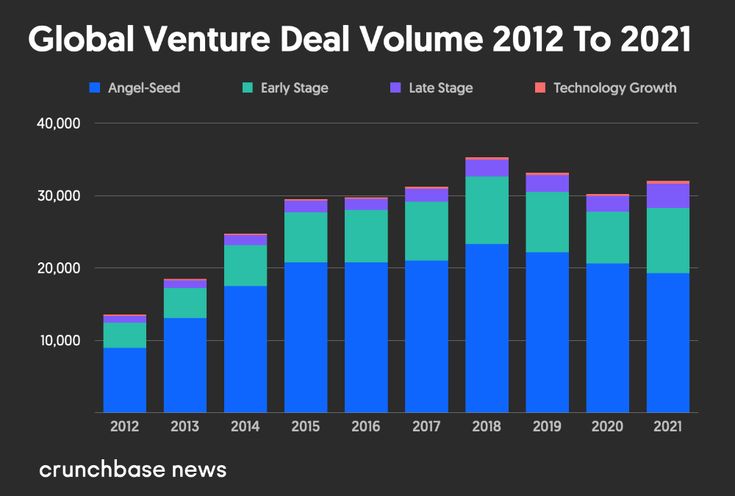 Global Venture Deal Volume 2012 To 2021
Angel-Seed Early Stage Late Stage Technology Growth
40,000
30,000
20,000
10,000
2012 2013 2014 2015 2016 2017 2018 2019 2020 2021
crunchbase news